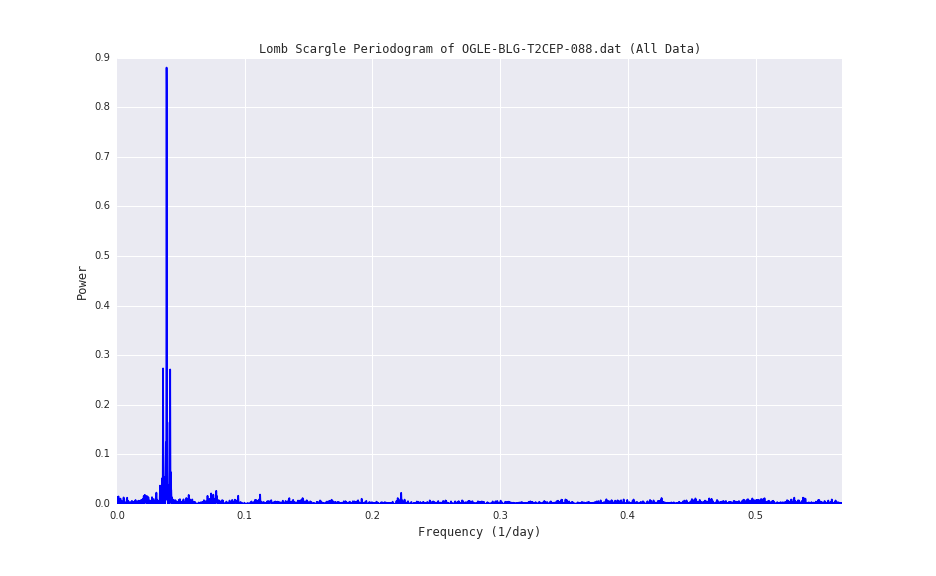 Lomb Scargle Periodogram of OGLE-BLG-T2CEP-088.dat (All Data)
0.9
0.8
0.7
0.6
0.5
0.4
0.3
0.2
0.1
0.0
Power
0.0 0.1 0.2 0.3 0.4 0.5
Frequency (1/day)